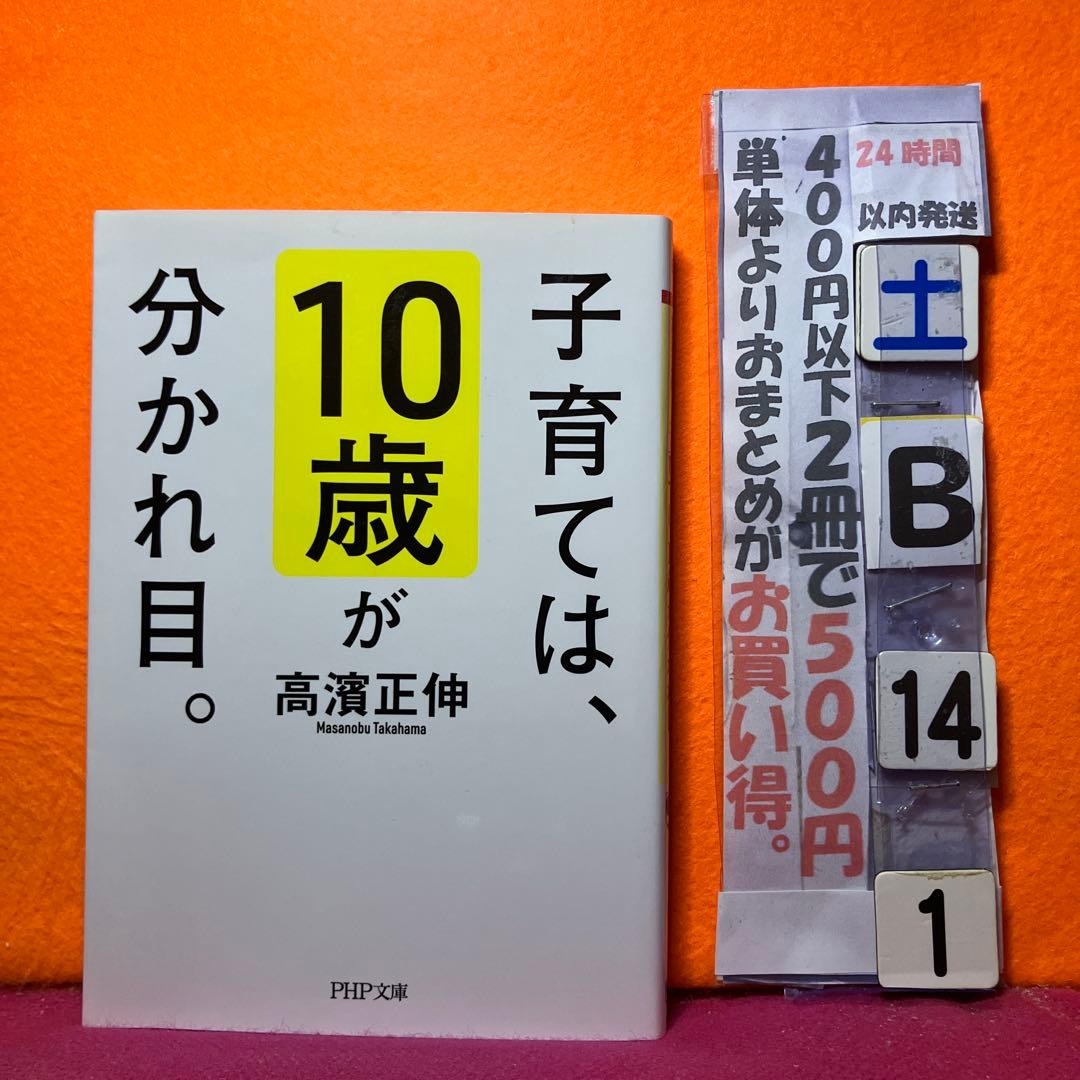 子育ては、
10歳が
分かれ目。
高濱正伸
Masanobu Takahama
PHP文庫
24時間
以内発送
400円以下2冊で500円
単体よりおまとめがお買い得。
土
B
14
1